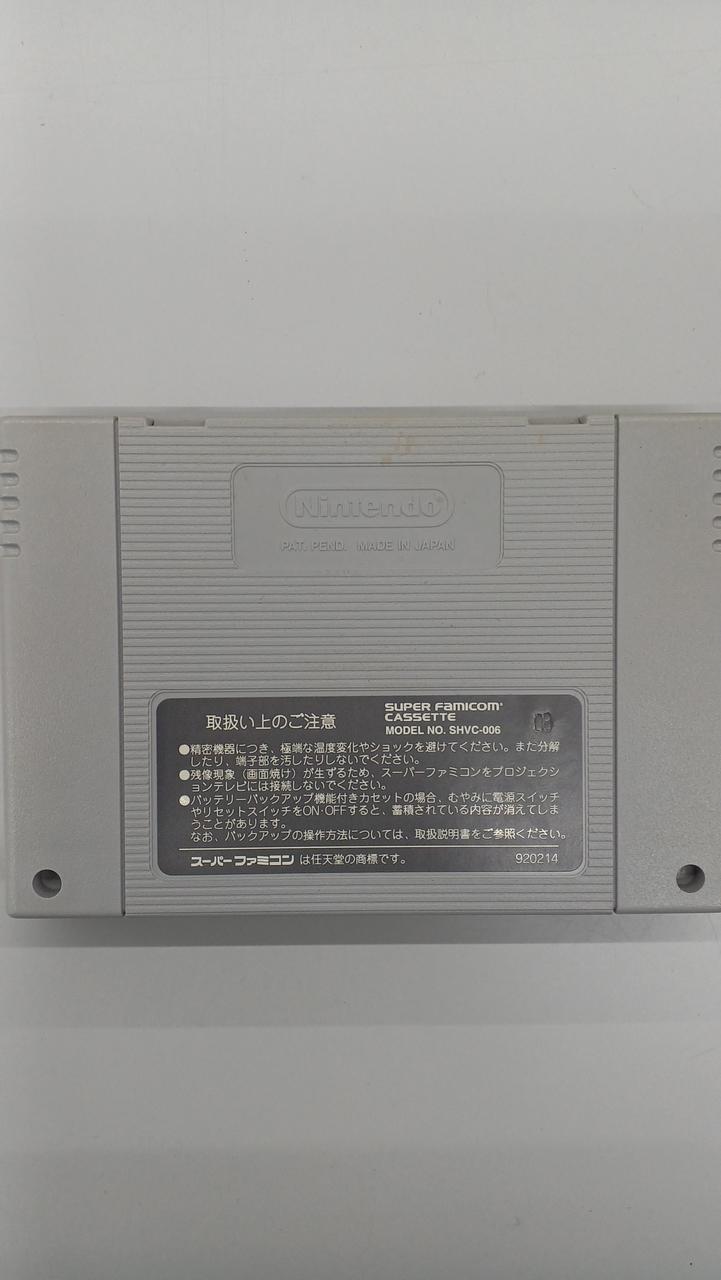 Nintendo®
PAT. PEND. MADE IN JAPAN
取扱い上のご注意
SUPER FAMICOM®
CASSETTE
MODEL NO. SHVC-006
●精密機器につき、極端な温度変化やショックを避けてください。また分解
したり、端子部を汚したりしないでください。
●残像現象（画面焼け）が生ずるため、スーパーファミコンをプロジェクシ
ョンテレビには接続しないでください。
●バッテリーバックアップ機能付きカセットの場合、むやみに電源スイッチ
やリセットスイッチをON・OFFすると、蓄積されている内容が消えてしま
うことがあります。
なお、バックアップの操作方法については、取扱説明書をご参照ください。
スーパーファミコンは任天堂の商標です。
920214